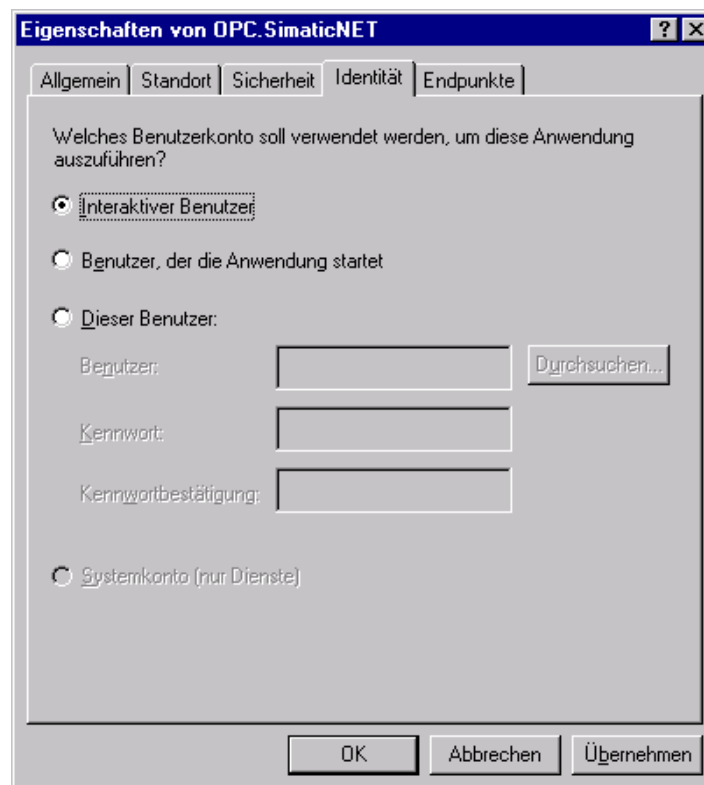 Eigenschaften von OPC.SimaticNET
Allgemein Standort Sicherheit Identität Endpunkte
Welches Benutzerkonto soll verwendet werden, um diese Anwendung
auszuführen?
Interaktiver Benutzer
Benutzer, der die Anwendung startet
Dieser Benutzer:
Benutzer: Durchsuchen...
Kennwort:
Kennwortbestätigung:
Systemkonto (nur Dienste)
OK Abbrechen Übernehmen